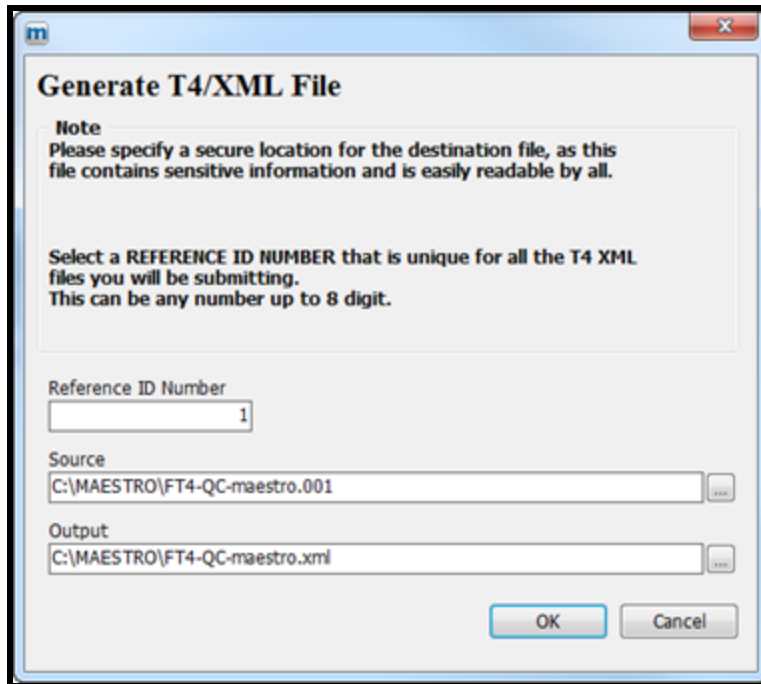 m
Generate T4/XML File
Note
Please specify a secure location for the destination file, as this
file contains sensitive information and is easily readable by all.
Select a REFERENCE ID NUMBER that is unique for all the T4 XML
files you will be submitting.
This can be any number up to 8 digit.
Reference ID Number
1
Source
C:\MAESTRO\FT4-QC-maestro.001
...
Output
C:\MAESTRO\FT4-QC-maestro.xml
...
OK Cancel